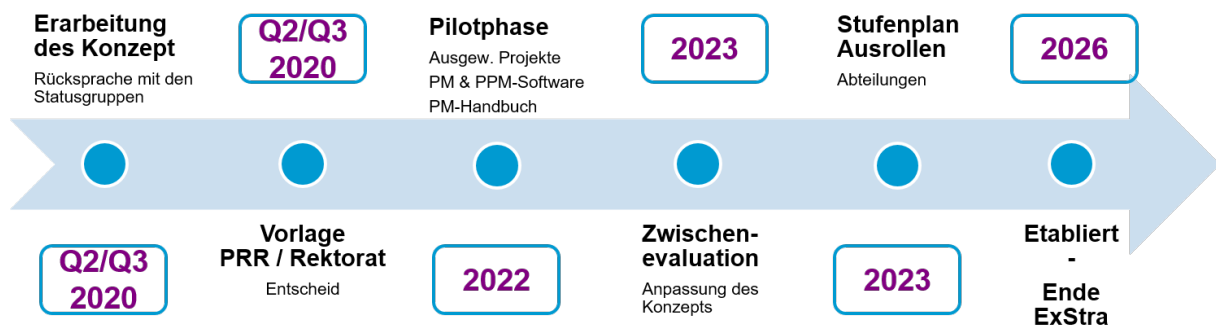 Erarbeitung
des Konzept
Rücksprache mit den
Statusgruppen
Q2/Q3
2020
Pilotphase
Ausgew. Projekte
PM & PPM-Software
PM-Handbuch
2023
Stufenplan
Ausrollen
Abteilungen
2026
Q2/Q3
2020
Vorlage
PRR / Rektorat
Entscheid
2022
Zwischen-
evaluation
Anpassung des
Konzepts
2023
Etabliert
-
Ende
ExStra